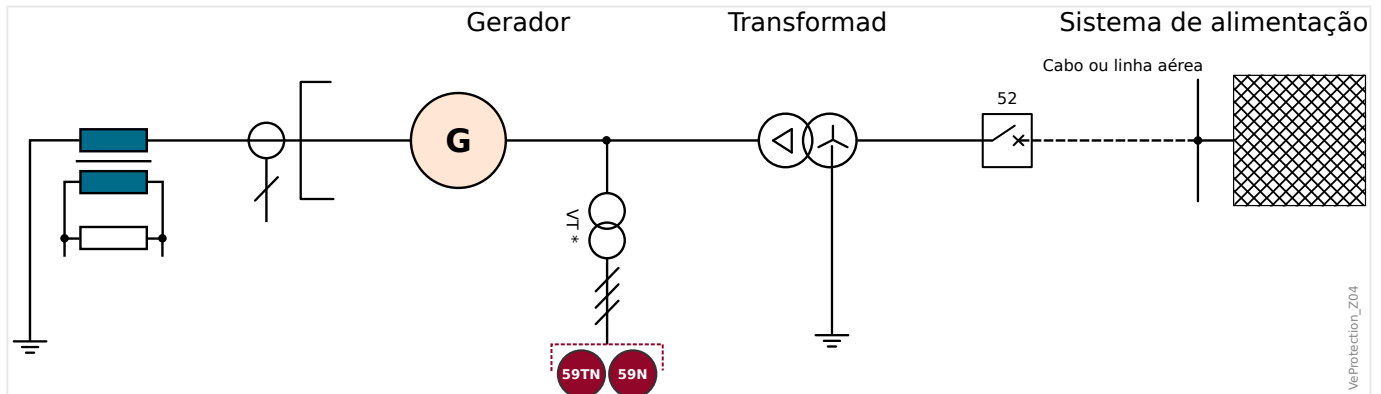 Gerador
Transformad
Sistema de alimentação
Cabo ou linha aérea
52
G
VT *
59TN
59N
VeProtection_Z04